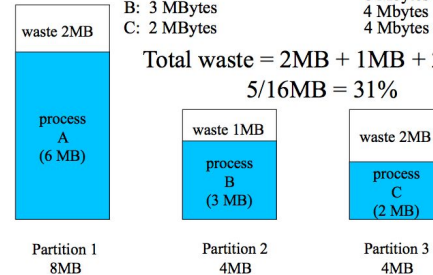 B: 3 MBytes
C: 2 MBytes
4 Mbytes
4 Mbytes
Total waste = 2MB + 1MB +
5/16MB = 31%
waste 2MB
process
A
(6 MB)
waste 1MB
process
B
(3 MB)
waste 2MB
process
C
(2 MB)
Partition 1
8MB
Partition 2
4MB
Partition 3
4MB